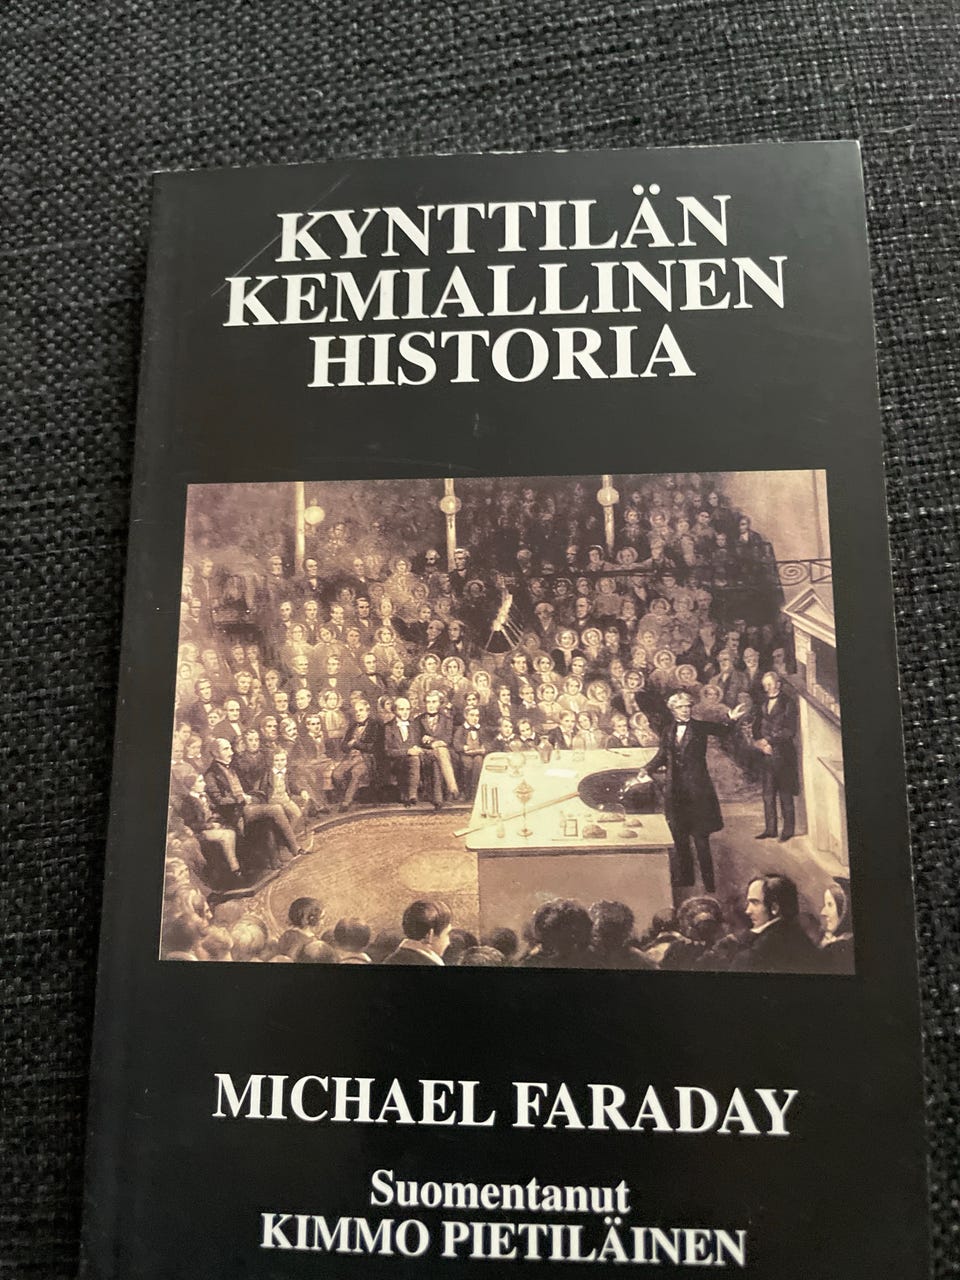 KYNTTILÄN
KEMIALLINEN
HISTORIA
MICHAEL FARADAY
Suomentanut
KIMMO PIETILÄINEN